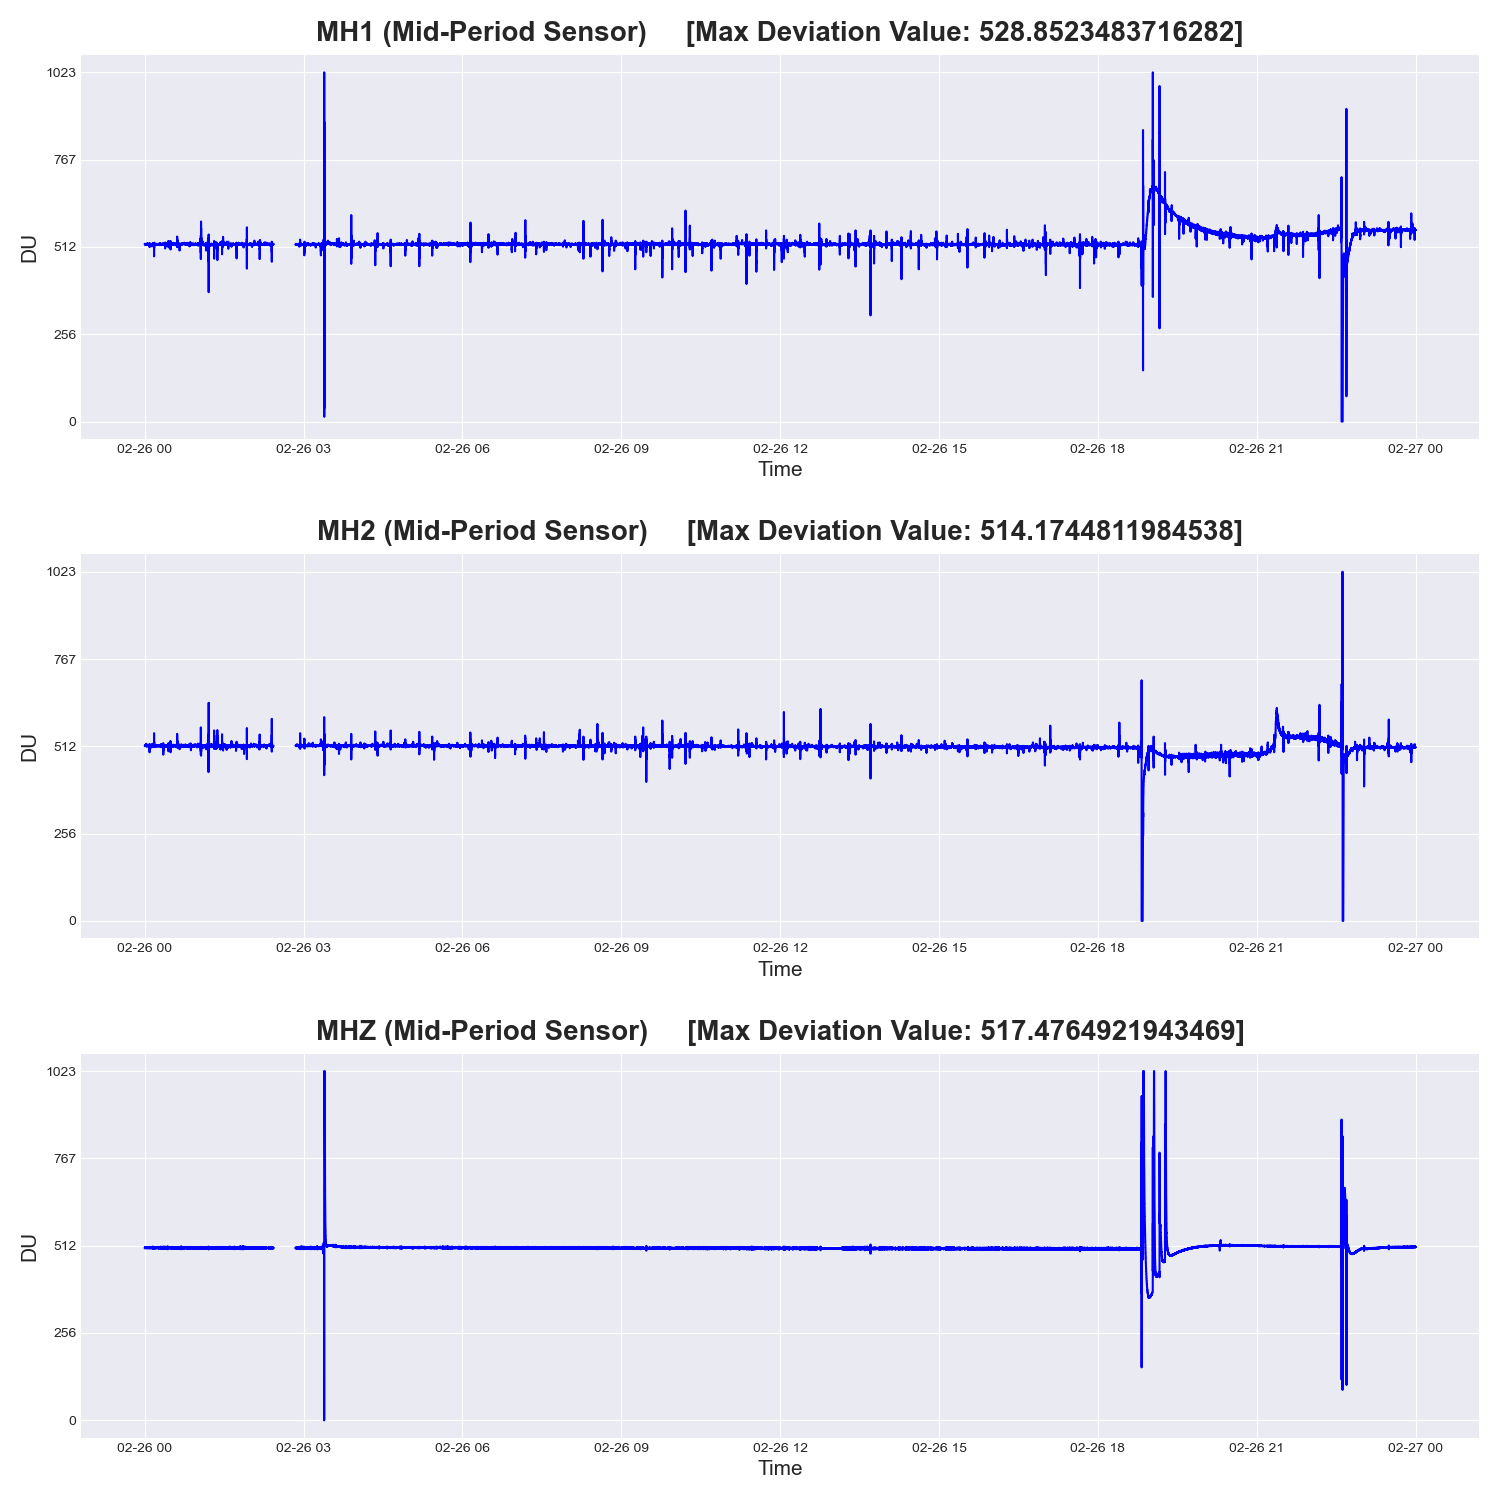 MH1 (Mid-Period Sensor) [Max Deviation Value: 528.8523483716282]
1023
767
512
256
0
DU
02-26 00 02-26 03 02-26 06 02-26 09 02-26 12 02-26 15 02-26 18 02-26 21 02-27 00
Time
MH2 (Mid-Period Sensor) [Max Deviation Value: 514.1744811984538]
1023
767
512
256
0
DU
02-26 00 02-26 03 02-26 06 02-26 09 02-26 12 02-26 15 02-26 18 02-26 21 02-27 00
Time
MHZ (Mid-Period Sensor) [Max Deviation Value: 517.4764921943469]
1023
767
512
256
0
DU
02-26 00 02-26 03 02-26 06 02-26 09 02-26 12 02-26 15 02-26 18 02-26 21 02-27 00
Time